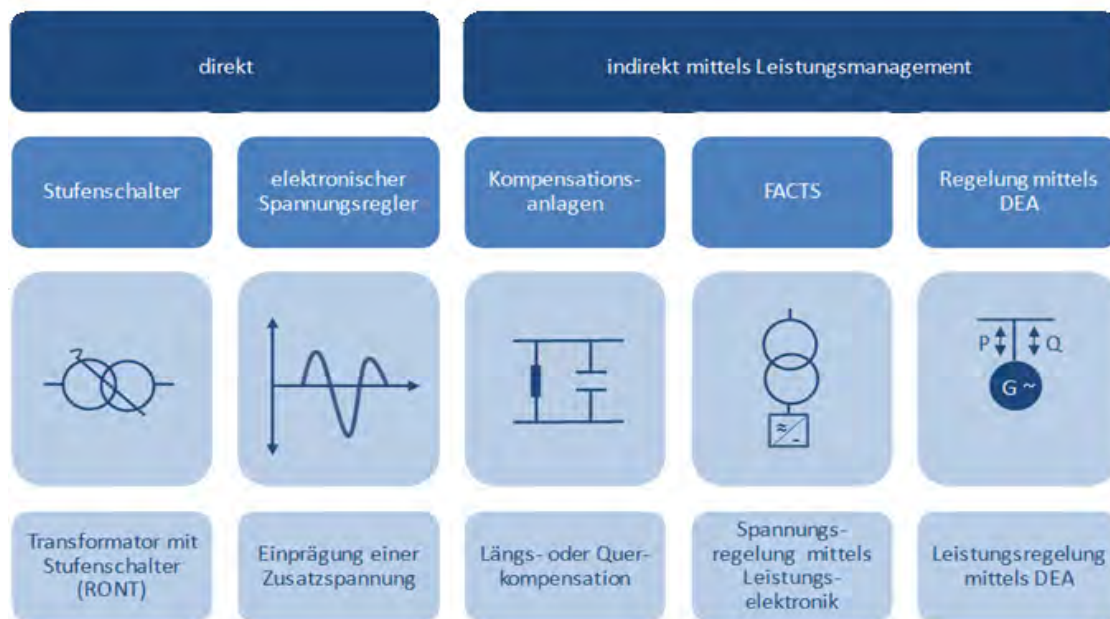 direkt
indirekt mittels Leistungsmanagement
Stufenschalter
elektronischer
Spannungsregler
Kompensations-
anlagen
FACTS
Regelung mittels
DEA
P
Q
G ~
≈
-
Transformator mit
Stufenschalter
(RONT)
Einprägung einer
Zusatzspannung
Längs- oder Quer-
kompensation
Spannungs-
regelung mittels
Leistungs-
elektronik
Leistungsregelung
mittels DEA